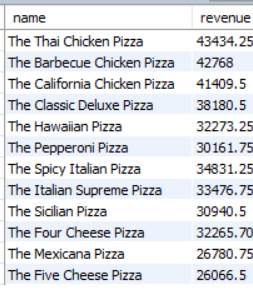 name revenue
The Thai Chicken Pizza 43434.25
The Barbecue Chicken Pizza 42768
The California Chicken Pizza 41409.5
The Classic Deluxe Pizza 38180.5
The Hawaiian Pizza 32273.25
The Pepperoni Pizza 30161.75
The Spicy Italian Pizza 34831.25
The Italian Supreme Pizza 33476.75
The Sicilian Pizza 30940.5
The Four Cheese Pizza 32265.70
The Mexicana Pizza 26780.75
The Five Cheese Pizza 26066.5